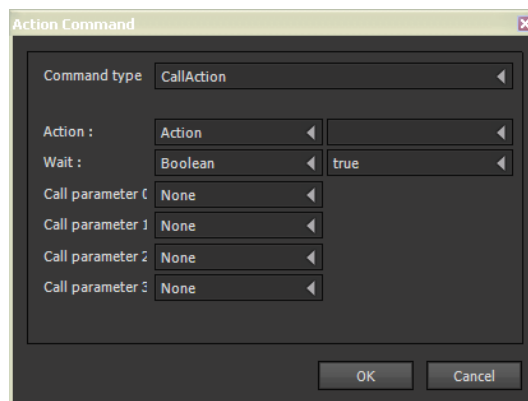 Action Command
Command type CallAction
Action : Action
Wait : Boolean true
Call parameter 0 None
Call parameter 1 None
Call parameter 2 None
Call parameter 3 None
OK Cancel